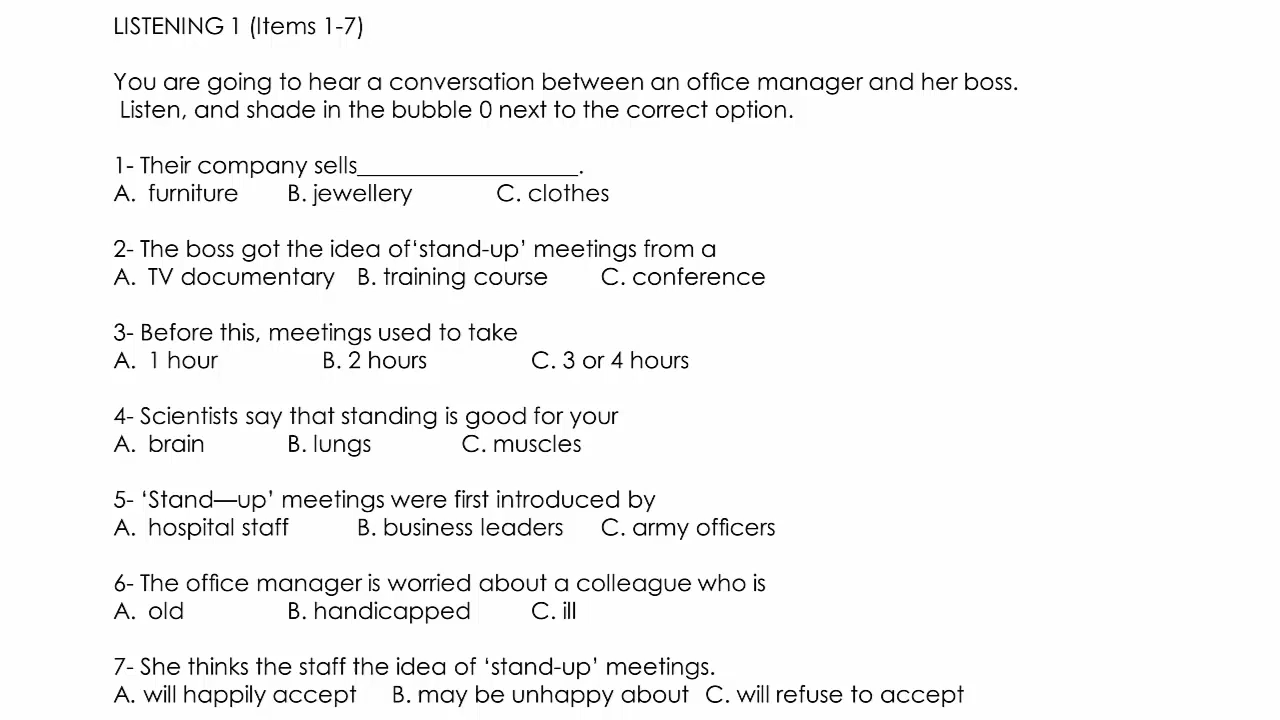 LISTENING 1 (Items 1-7)
You are going to hear a conversation between an office manager and her boss.
Listen, and shade in the bubble 0 next to the correct option.
1- Their company sells__________________.
A. furniture B. jewellery C. clothes
2- The boss got the idea of‘stand-up’ meetings from a
A. TV documentary B. training course C. conference
3- Before this, meetings used to take
A. 1 hour B. 2 hours C. 3 or 4 hours
4- Scientists say that standing is good for your
A. brain B. lungs C. muscles
5- ‘Stand—up’ meetings were first introduced by
A. hospital staff B. business leaders C. army officers
6- The office manager is worried about a colleague who is
A. old B. handicapped C. ill
7- She thinks the staff the idea of ‘stand-up’ meetings.
A. will happily accept B. may be unhappy about C. will refuse to accept